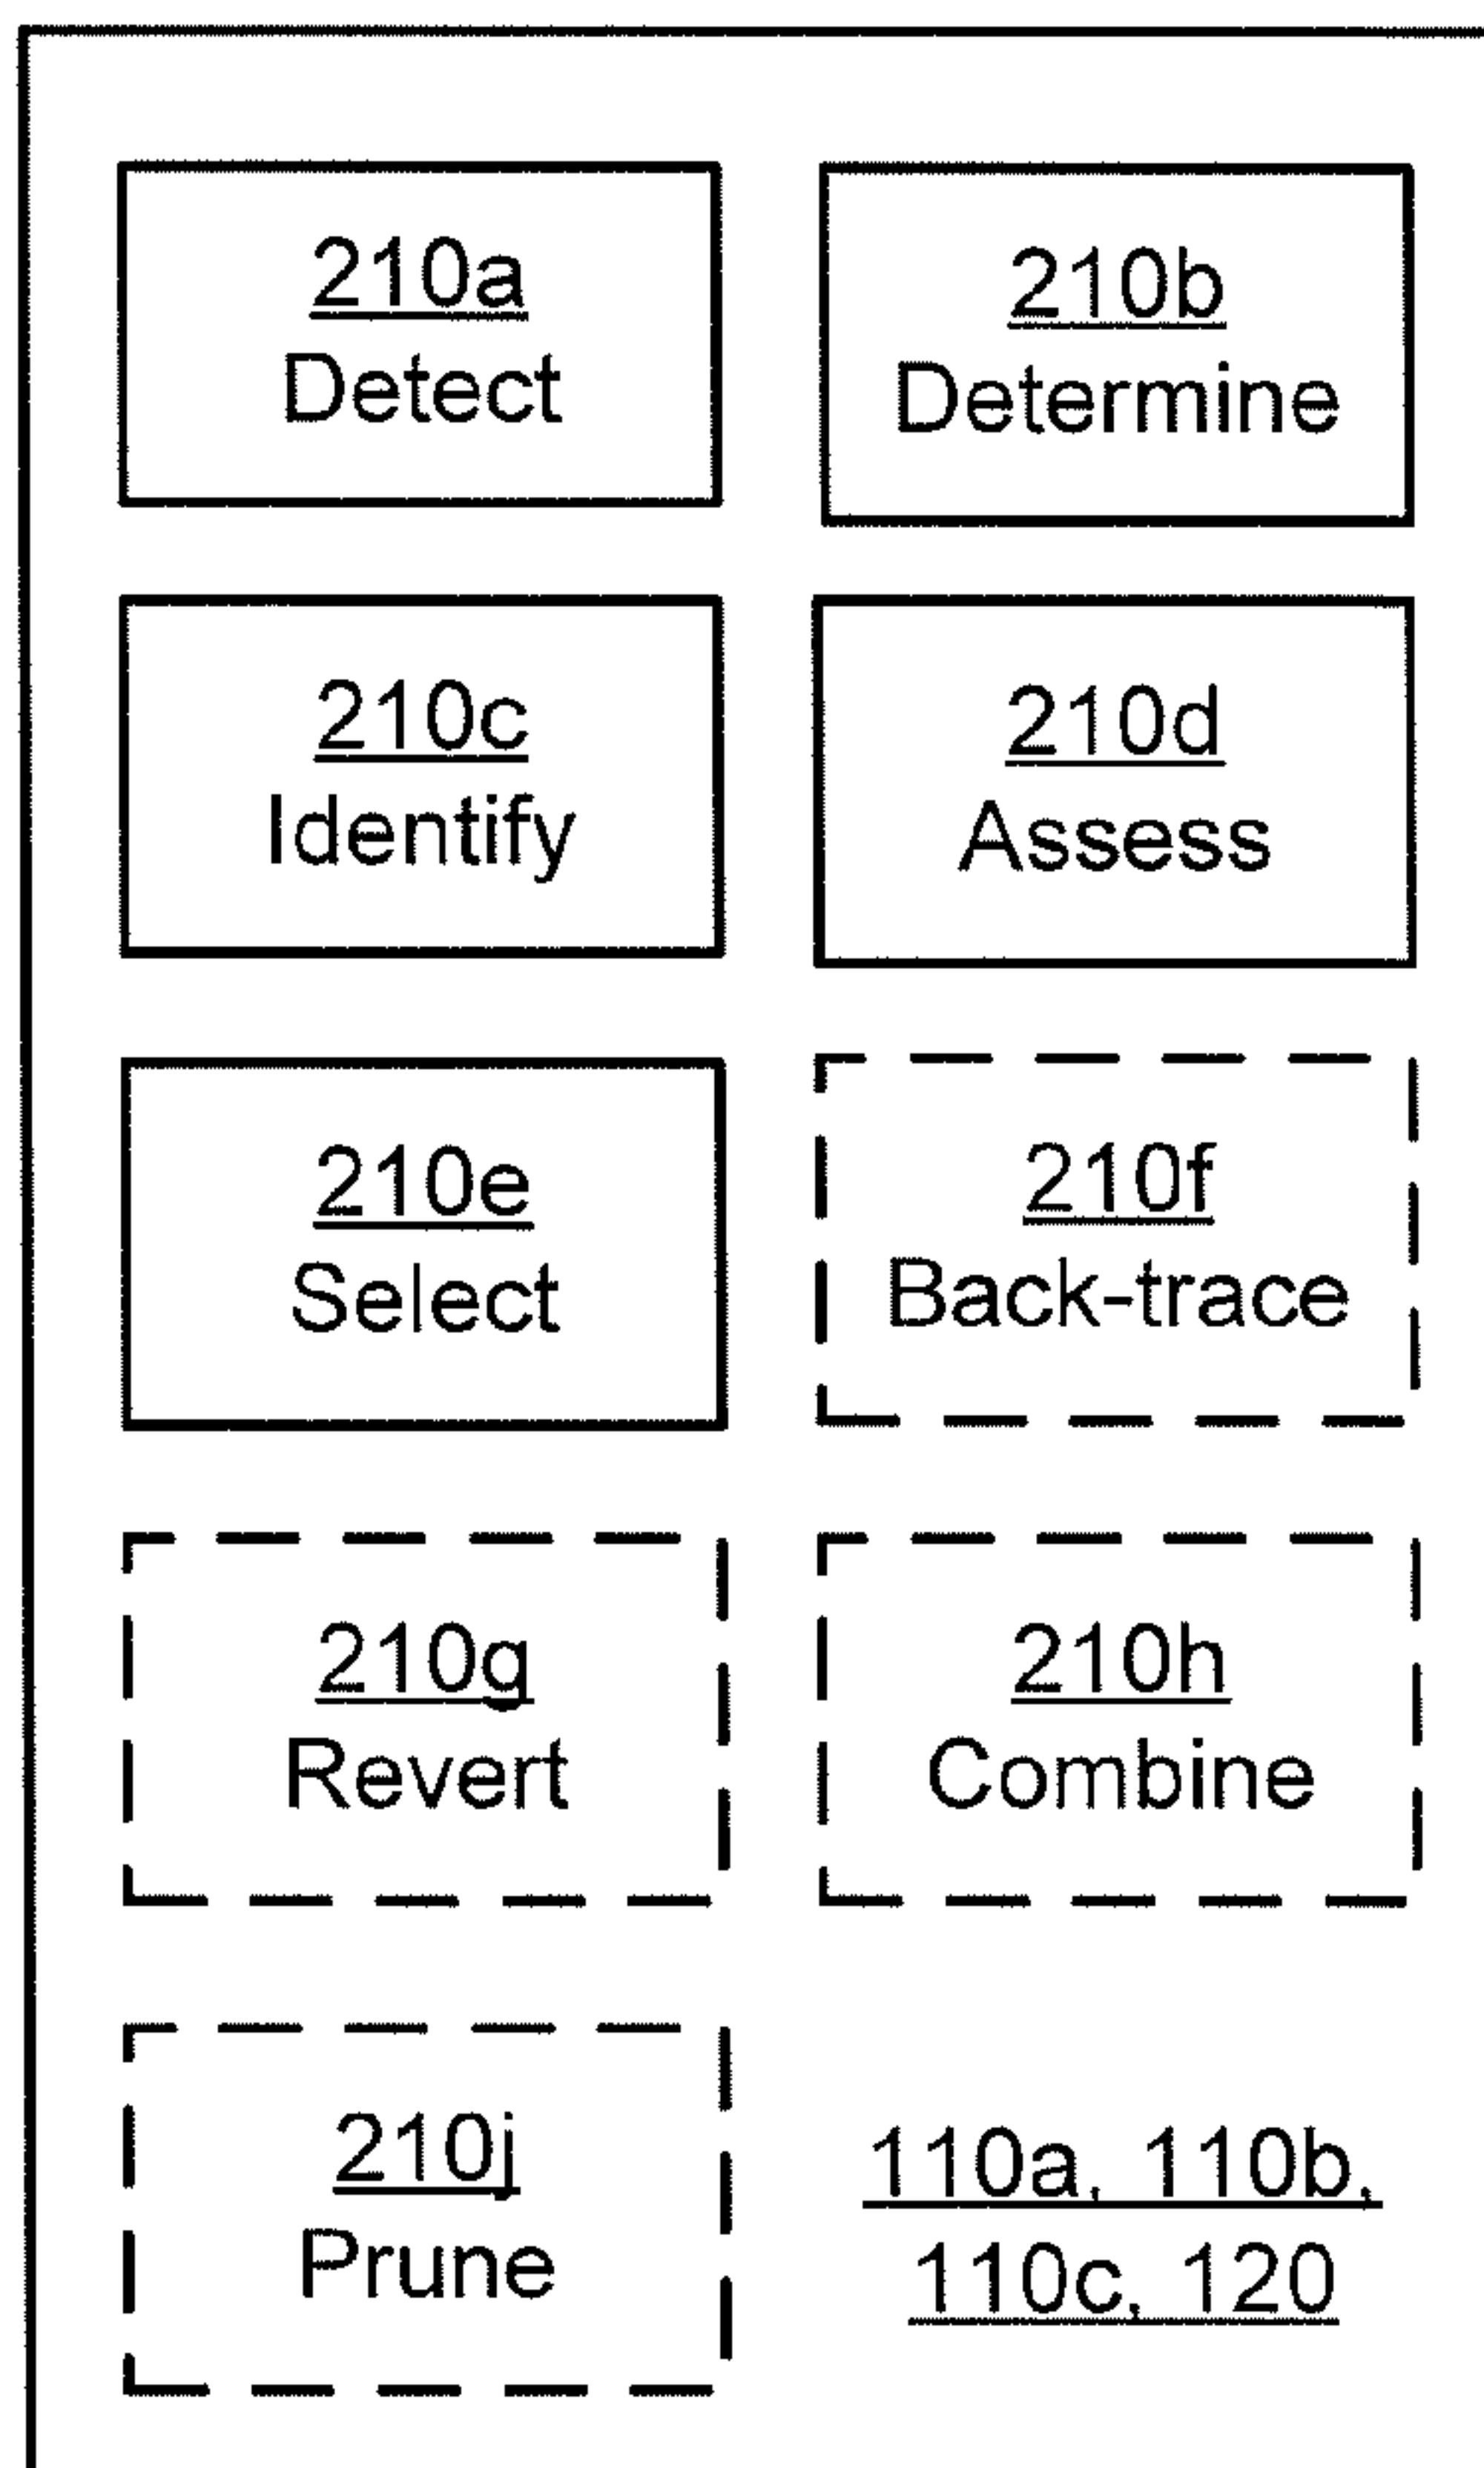 210a
Detect
210b
Determine
210c
Identify
210d
Assess
210e
Select
210f
Back-trace
210g
Revert
210h
Combine
210j
Prune
110a, 110b,
110c, 120